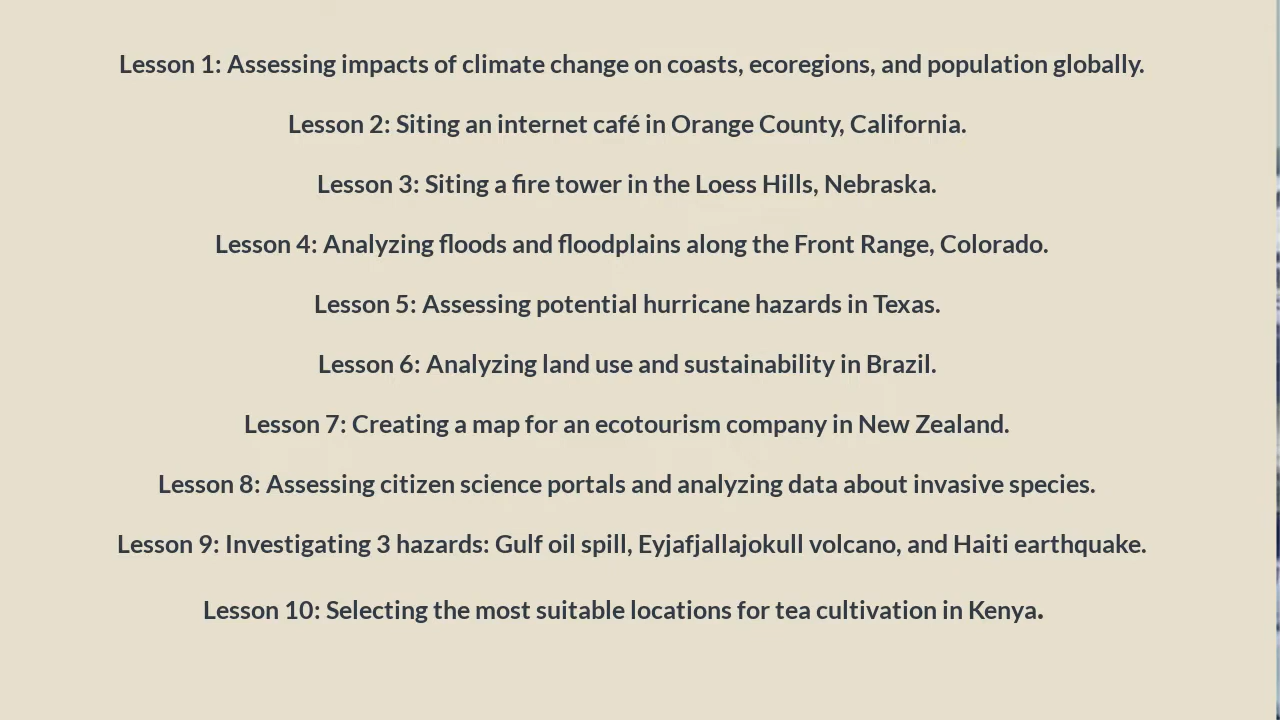 Lesson 1: Assessing impacts of climate change on coasts, ecoregions, and population globally.
Lesson 2: Siting an internet café in Orange County, California.
Lesson 3: Siting a fire tower in the Loess Hills, Nebraska.
Lesson 4: Analyzing floods and floodplains along the Front Range, Colorado.
Lesson 5: Assessing potential hurricane hazards in Texas.
Lesson 6: Analyzing land use and sustainability in Brazil.
Lesson 7: Creating a map for an ecotourism company in New Zealand.
Lesson 8: Assessing citizen science portals and analyzing data about invasive species.
Lesson 9: Investigating 3 hazards: Gulf oil spill, Eyjafjallajokull volcano, and Haiti earthquake.
Lesson 10: Selecting the most suitable locations for tea cultivation in Kenya.